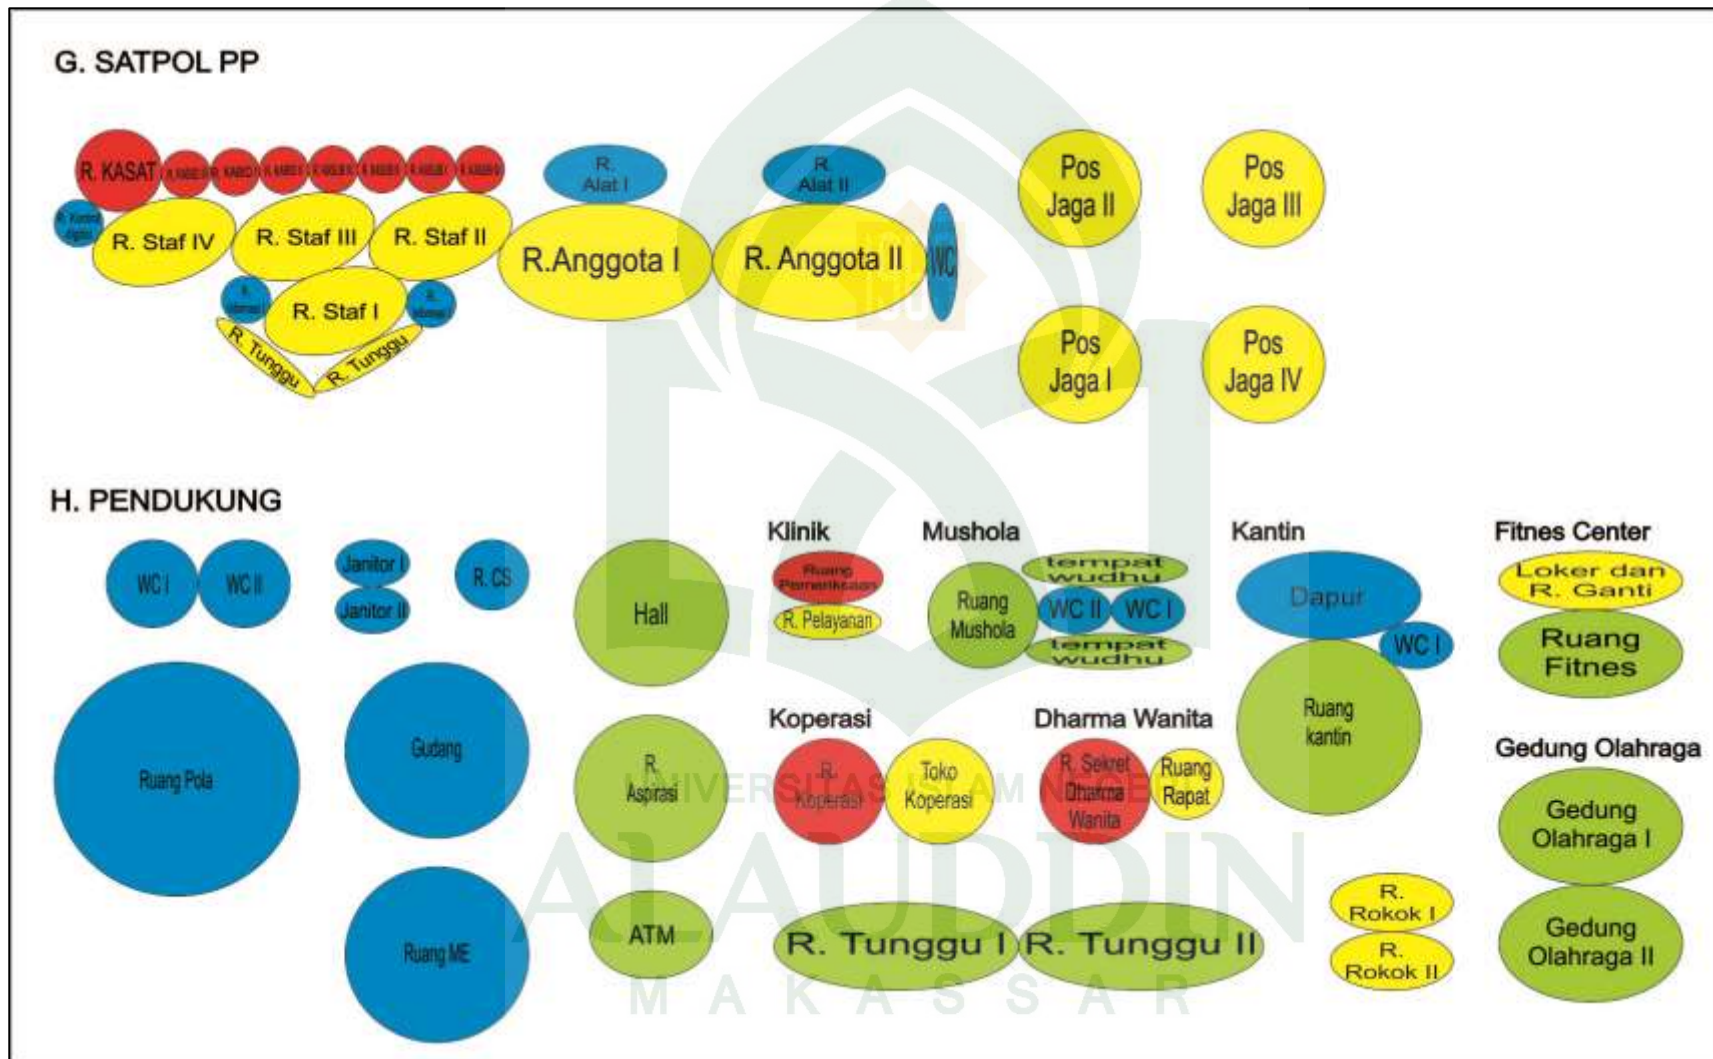 G. SATPOL PP
R. KASAT
R.
Alat I
R.
Alat II
Pos
Jaga II
Pos
Jaga III
R. Staf IV
R. Staf III
R. Staf II
R.Anggota I
R. Anggota II
WC
R. Staf I
R. Tunggu
R. Tunggu
Pos
Jaga I
Pos
Jaga IV
H. PENDUKUNG
WC I
WC II
Janitor I
Janitor II
R. CS
Ruang Pola
Gudang
Ruang ME
Hall
R.
Aspirasi
ATM
Klinik
Ruang
Pemeriksaan
R. Pelayanan
Mushola
Ruang
Mushola
tempat
wudhu
WC II
WC I
tempat
wudhu
Kantin
Dapur
WC I
Ruang
kantin
Fitnes Center
Loker dan
R. Ganti
Ruang
Fitnes
Koperasi
R.
Koperasi
Toko
Koperasi
Dharma Wanita
R. Sekret
Dharma
Wanita
Ruang
Rapat
Gedung Olahraga
Gedung
Olahraga I
Gedung
Olahraga II
R. Tunggu I
R. Tunggu II
R.
Rokok I
R.
Rokok II
UNIVERSITAS ISLAM NEGERI
ALAUDDIN
MAKASSAR